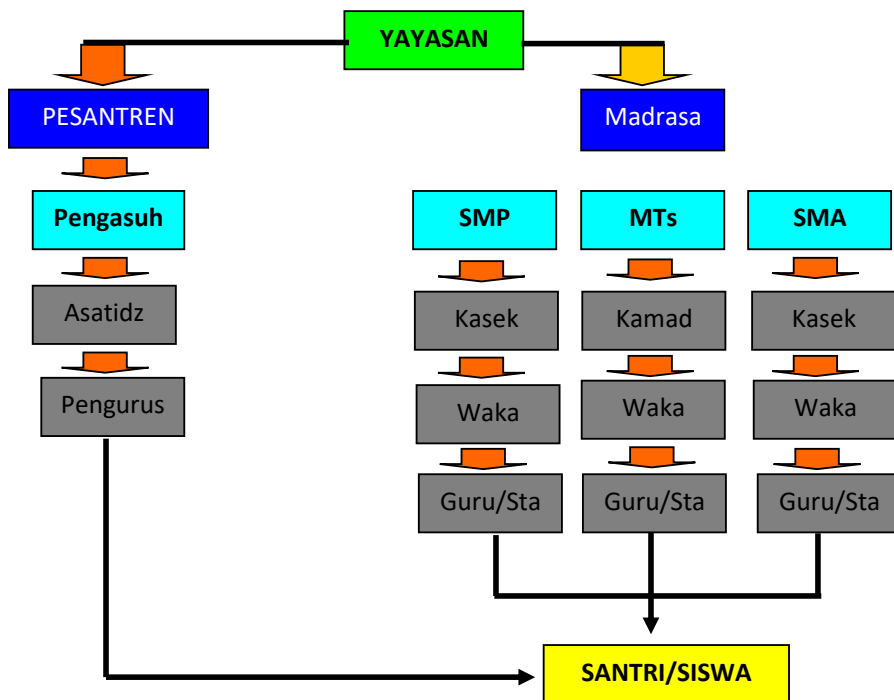 YAYASAN
PESANTREN
Madrasa
Pengasuh
SMP
MTs
SMA
Asatidz
Kasek
Kamad
Kasek
Pengurus
Waka
Waka
Waka
Guru/Sta
Guru/Sta
Guru/Sta
SANTRI/SISWA